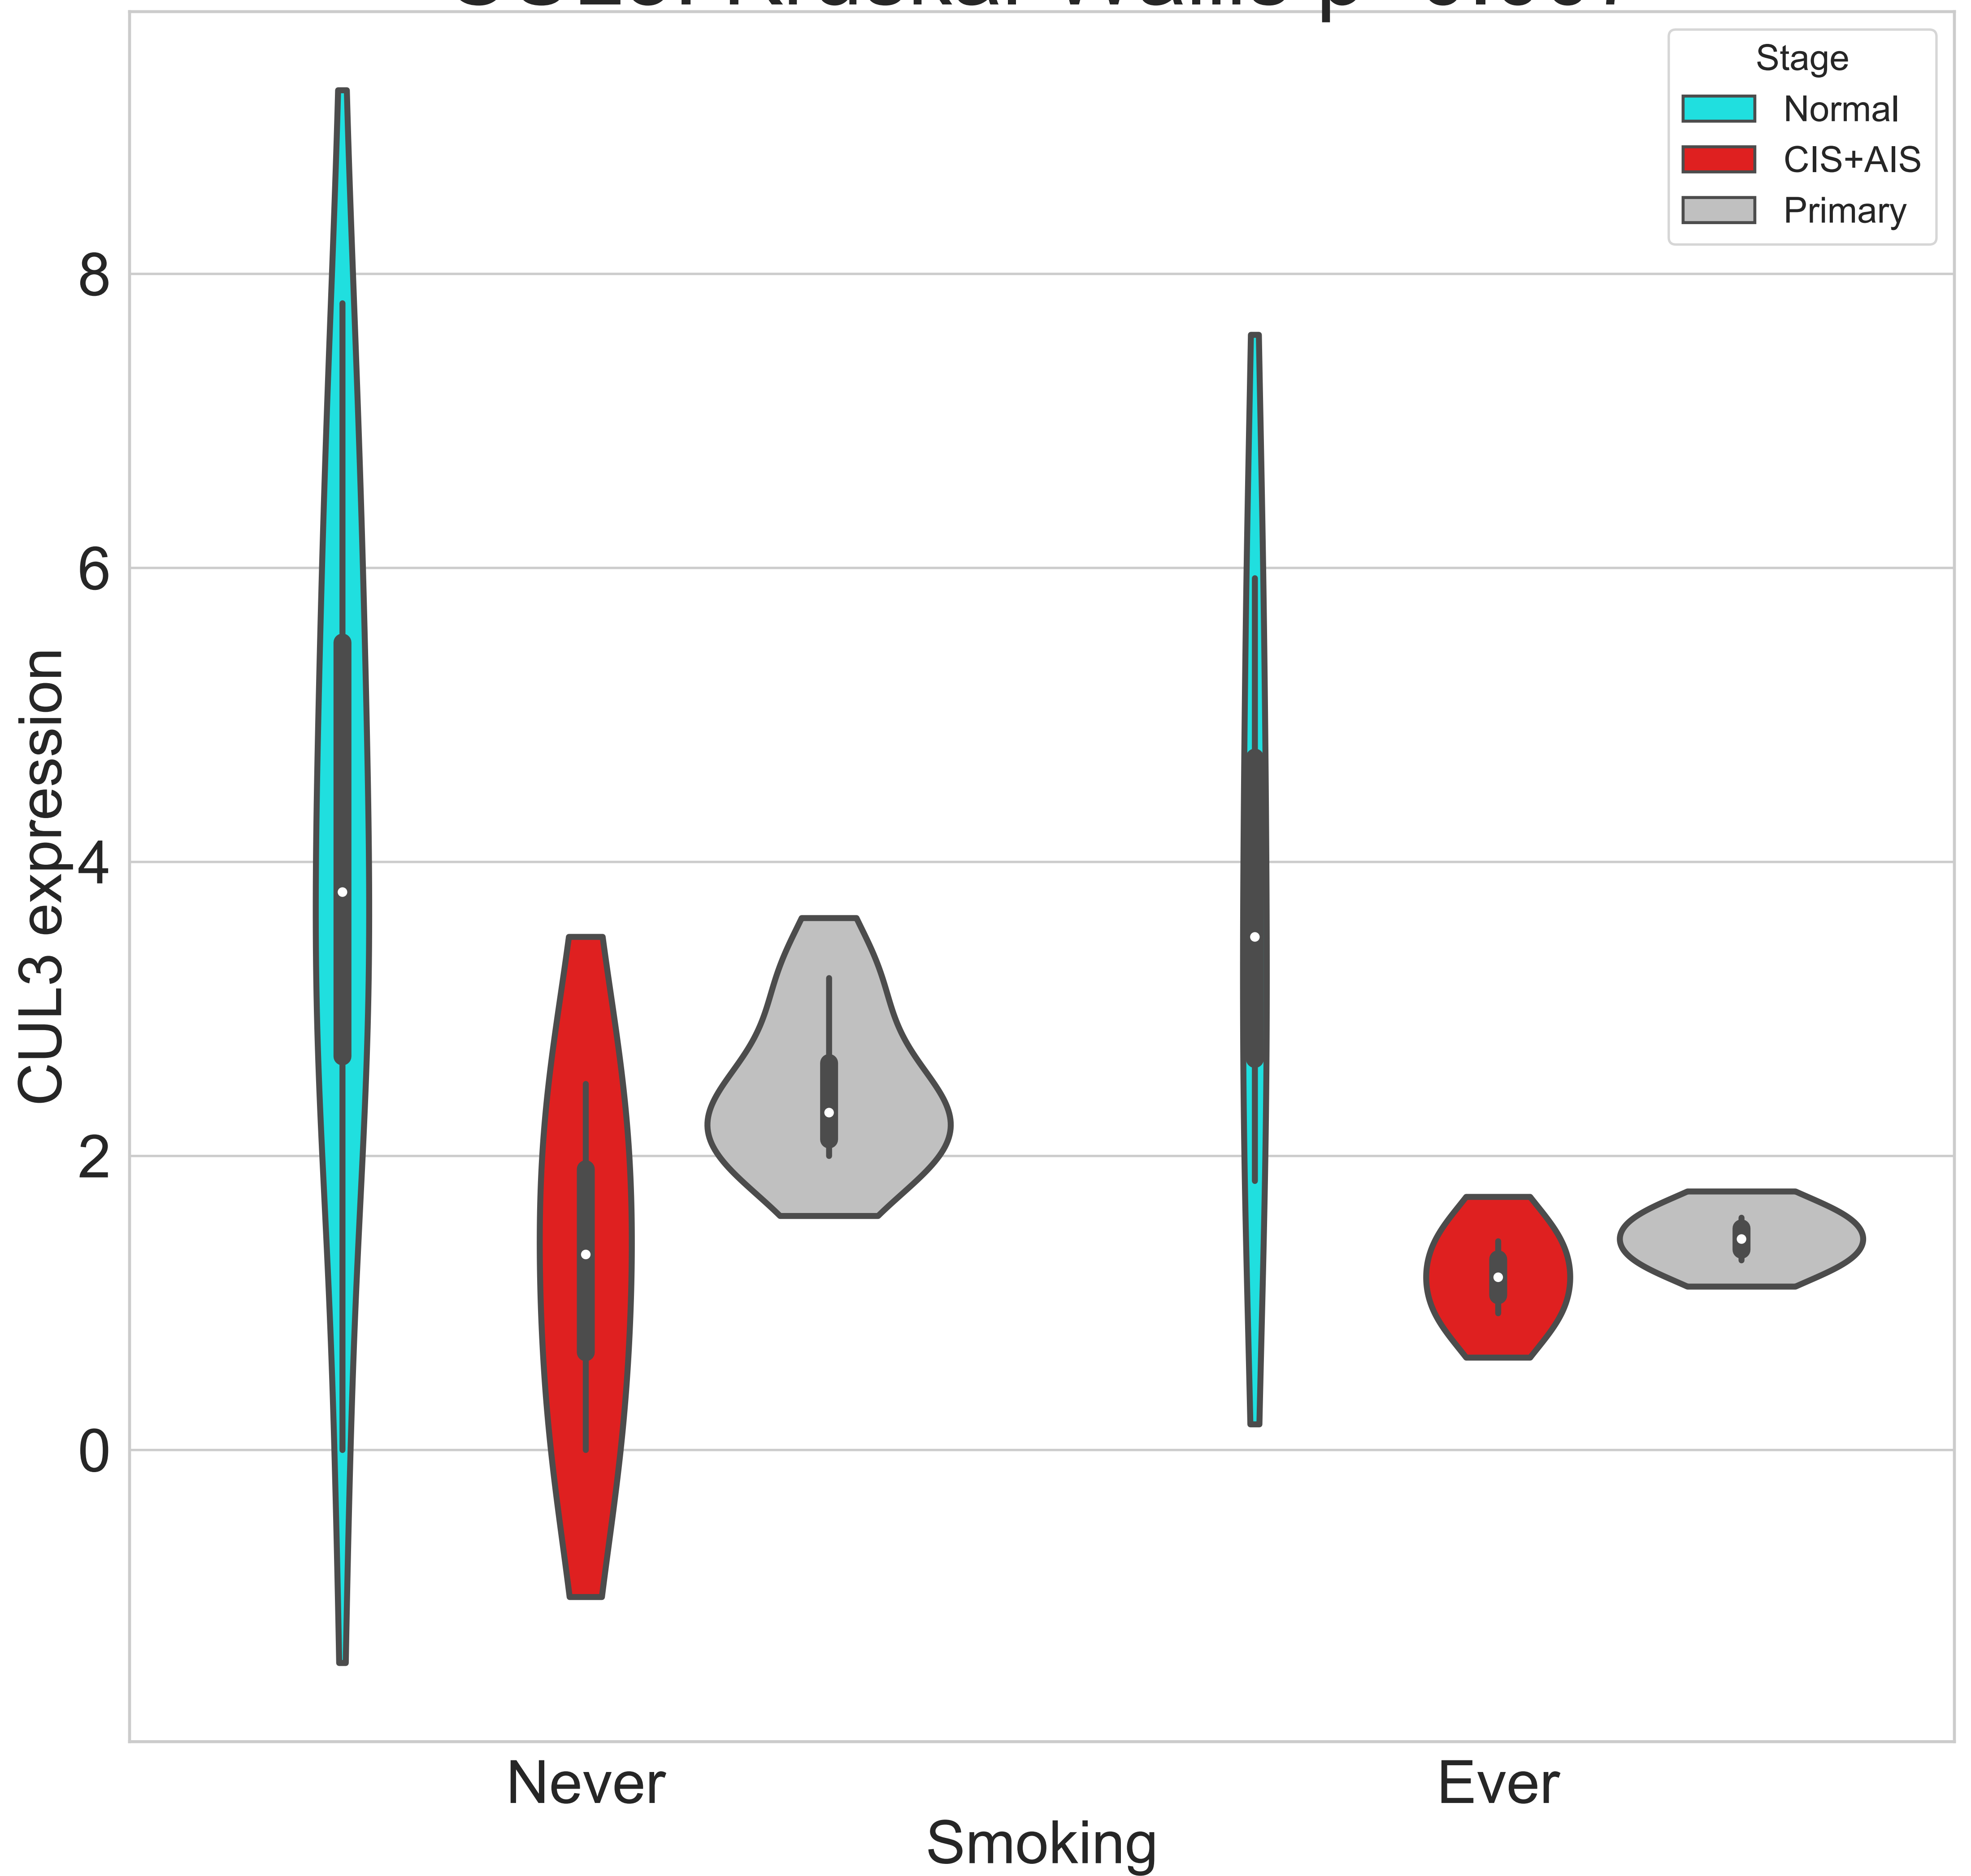 Stage
Normal
CIS+AIS
Primary
8
6
4
2
0
CUL3 expression
Never
Ever
Smoking